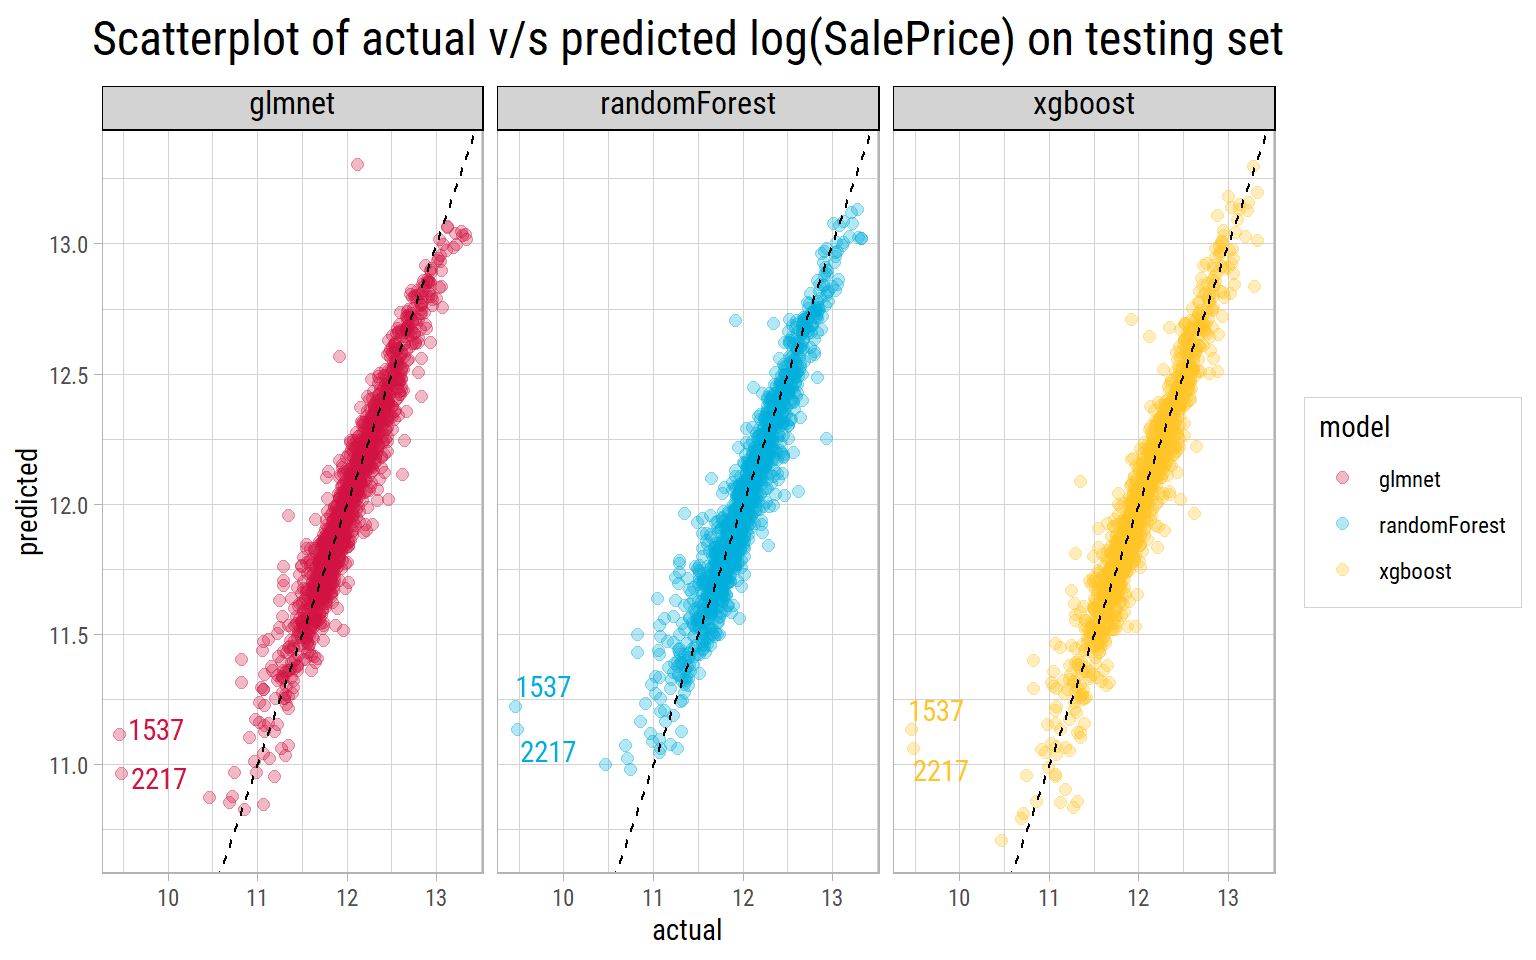 Scatterplot of actual v/s predicted log(SalePrice) on testing set
glmnet
randomForest
xgboost
predicted
13.0
12.5
12.0
11.5
11.0
1537
2217
1537
2217
1537
2217
10 11 12 13
10 11 12 13
10 11 12 13
actual
model
glmnet
randomForest
xgboost